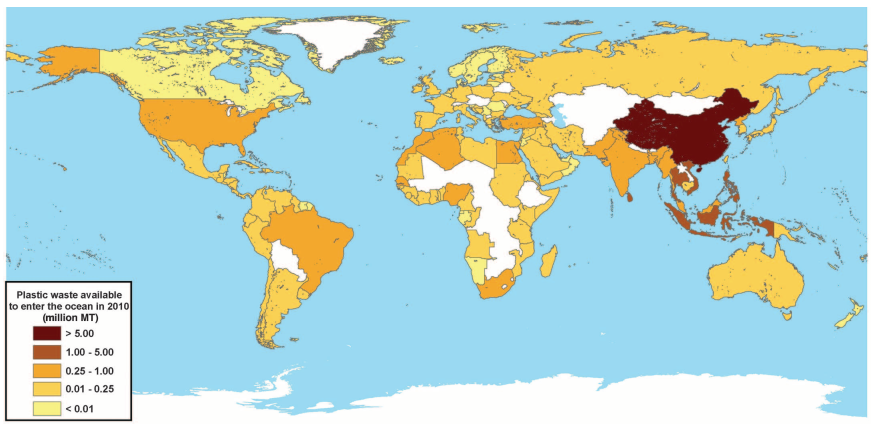 Plastic waste available
to enter the ocean in 2010
(million MT)
> 5.00
1.00 - 5.00
0.25 - 1.00
0.01 - 0.25
< 0.01